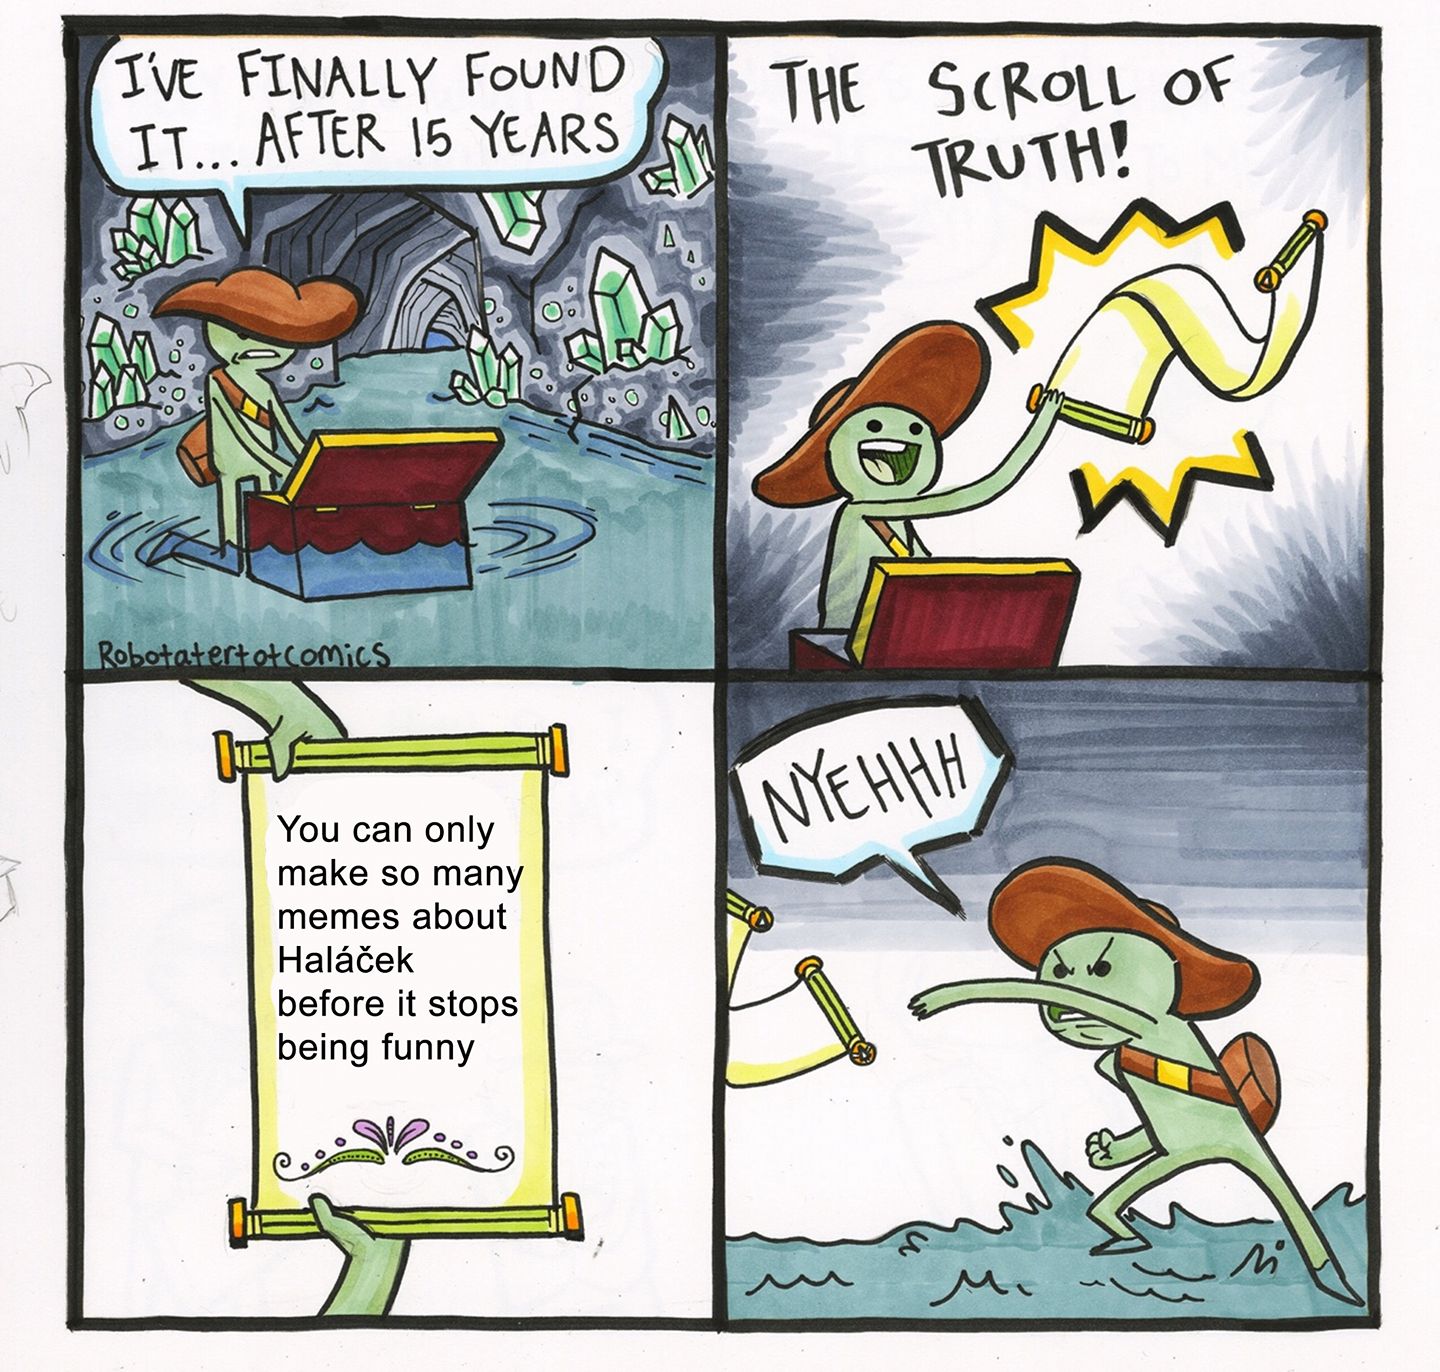 I'VE FINALLY FOUND
IT... AFTER 15 YEARS
Robotatertotcomics
THE SCROLL OF
TRUTH!
You can only
make so many
memes about
Haláček
before it stops
being funny
NYEHHH